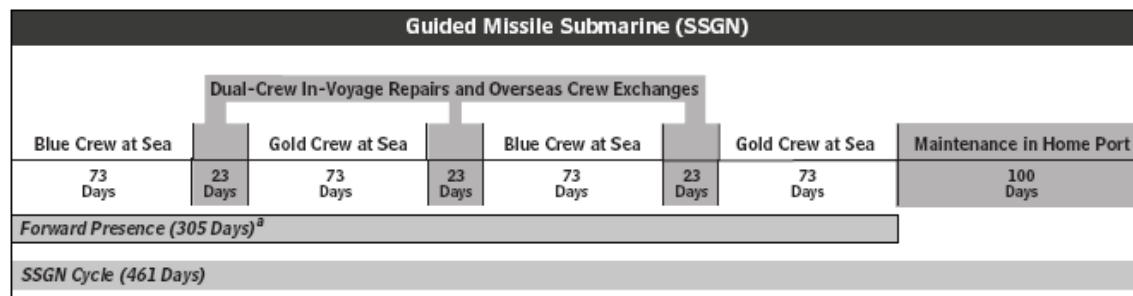 Guided Missile Submarine (SSGN)
Dual-Crew In-Voyage Repairs and Overseas Crew Exchanges
Blue Crew at Sea
Gold Crew at Sea
Blue Crew at Sea
Gold Crew at Sea
Maintenance in Home Port
73
Days
23
Days
73
Days
23
Days
73
Days
23
Days
73
Days
100
Days
Forward Presence (305 Days)ª
SSGN Cycle (461 Days)